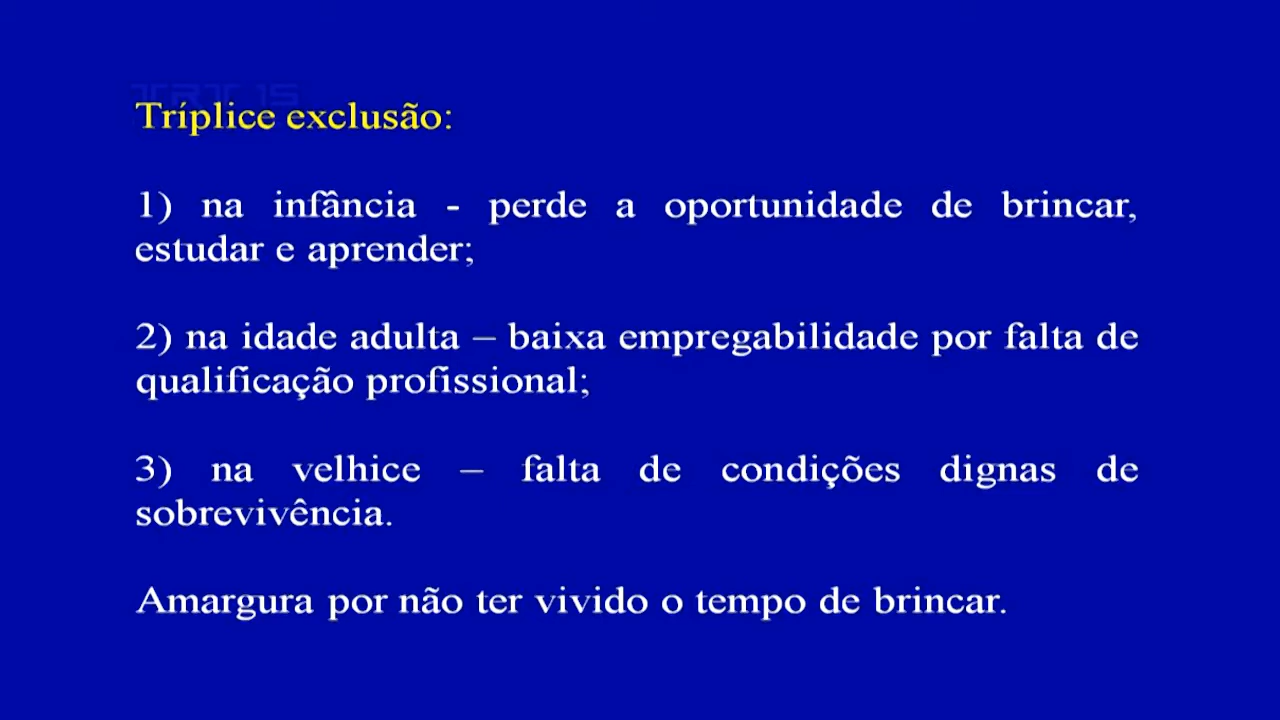 TRT 15
Tríplice exclusão:
1) na infância - perde a oportunidade de brincar,
estudar e aprender;
2) na idade adulta – baixa empregabilidade por falta de
qualificação profissional;
3) na velhice – falta de condições dignas de
sobrevivência.
Amargura por não ter vivido o tempo de brincar.